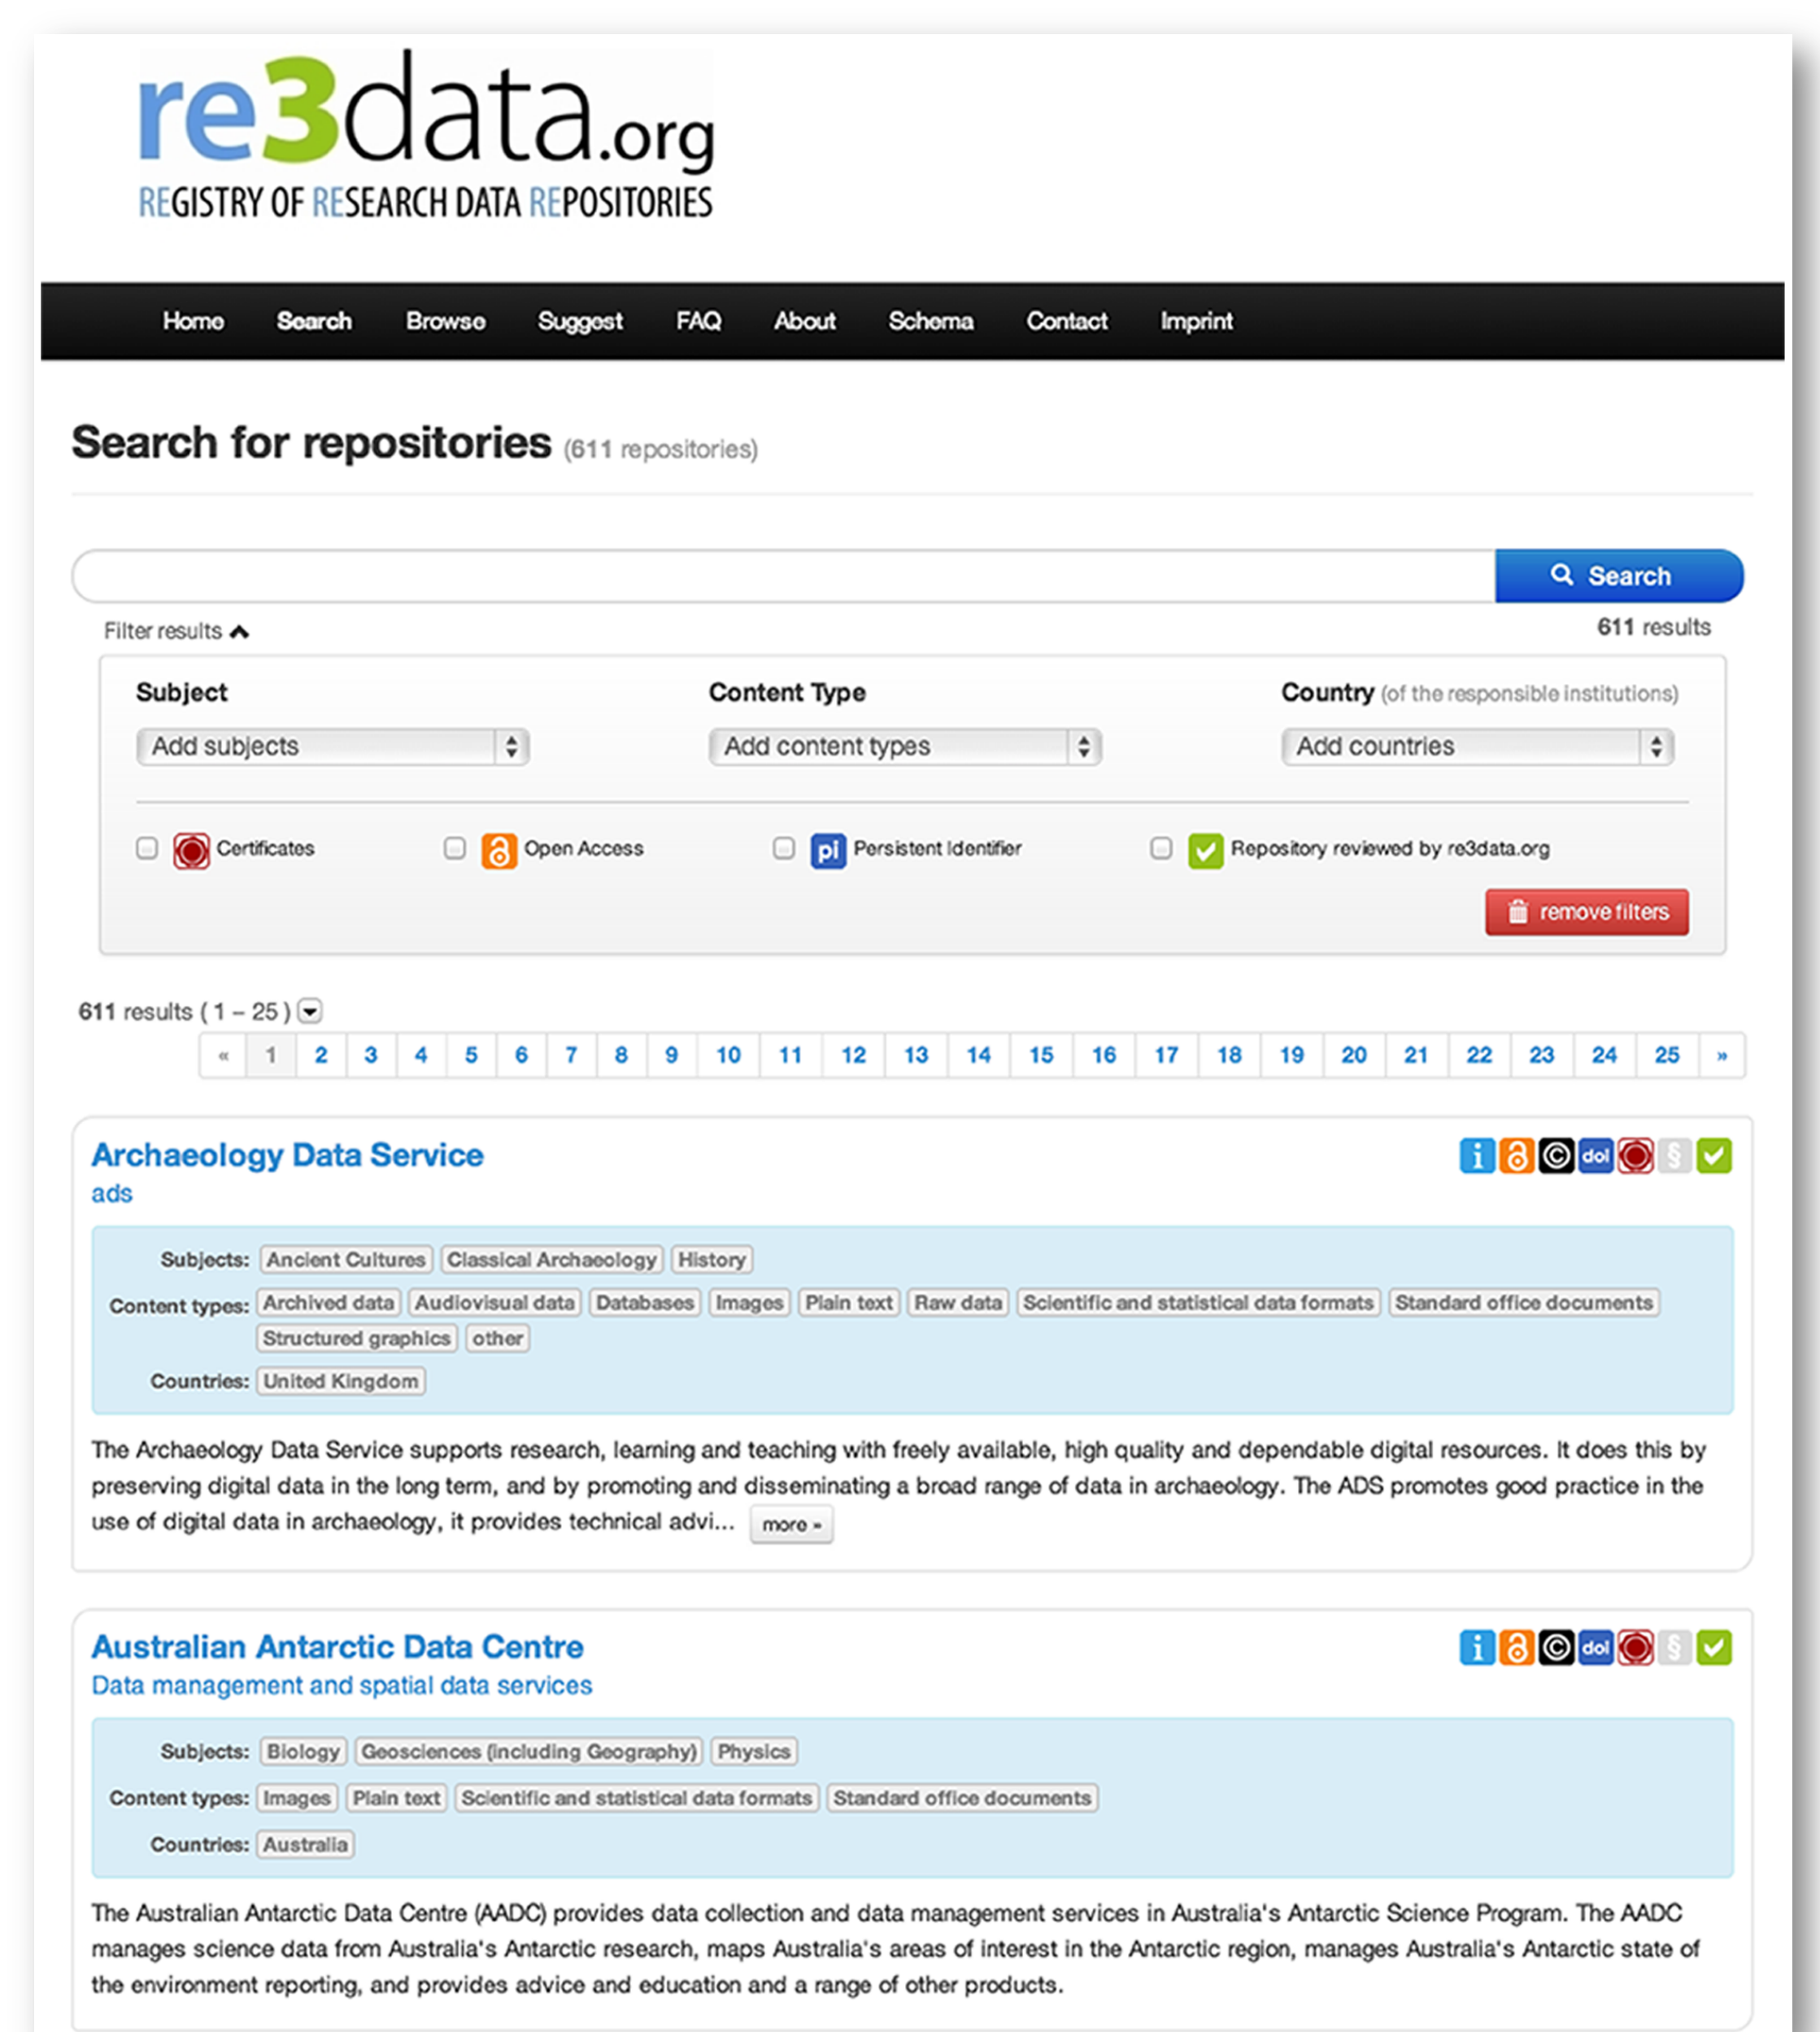 re3data.org
REGISTRY OF RESEARCH DATA REPOSITORIES
Home Search Browse Suggest FAQ About Schema Contact Imprint
Search for repositories (611 repositories)
Search
Filter results
611 results
Subject Content Type Country (of the responsible institutions)
Add subjects Add content types Add countries
Certificates Open Access pi Persistent Identifier Repository reviewed by re3data.org
remove filters
611 results ( 1 – 25 )
« 1 2 3 4 5 6 7 8 9 10 11 12 13 14 15 16 17 18 19 20 21 22 23 24 25 »
Archaeology Data Service i © doi §
ads
Subjects: Ancient Cultures Classical Archaeology History
Content types: Archived data Audiovisual data Databases Images Plain text Raw data Scientific and statistical data formats Standard office documents
Structured graphics other
Countries: United Kingdom
The Archaeology Data Service supports research, learning and teaching with freely available, high quality and dependable digital resources. It does this by
preserving digital data in the long term, and by promoting and disseminating a broad range of data in archaeology. The ADS promotes good practice in the
use of digital data in archaeology, it provides technical advi... more »
Australian Antarctic Data Centre i © doi §
Data management and spatial data services
Subjects: Biology Geosciences (including Geography) Physics
Content types: Images Plain text Scientific and statistical data formats Standard office documents
Countries: Australia
The Australian Antarctic Data Centre (AADC) provides data collection and data management services in Australia's Antarctic Science Program. The AADC
manages science data from Australia's Antarctic research, maps Australia's areas of interest in the Antarctic region, manages Australia's Antarctic state of
the environment reporting, and provides advice and education and a range of other products.